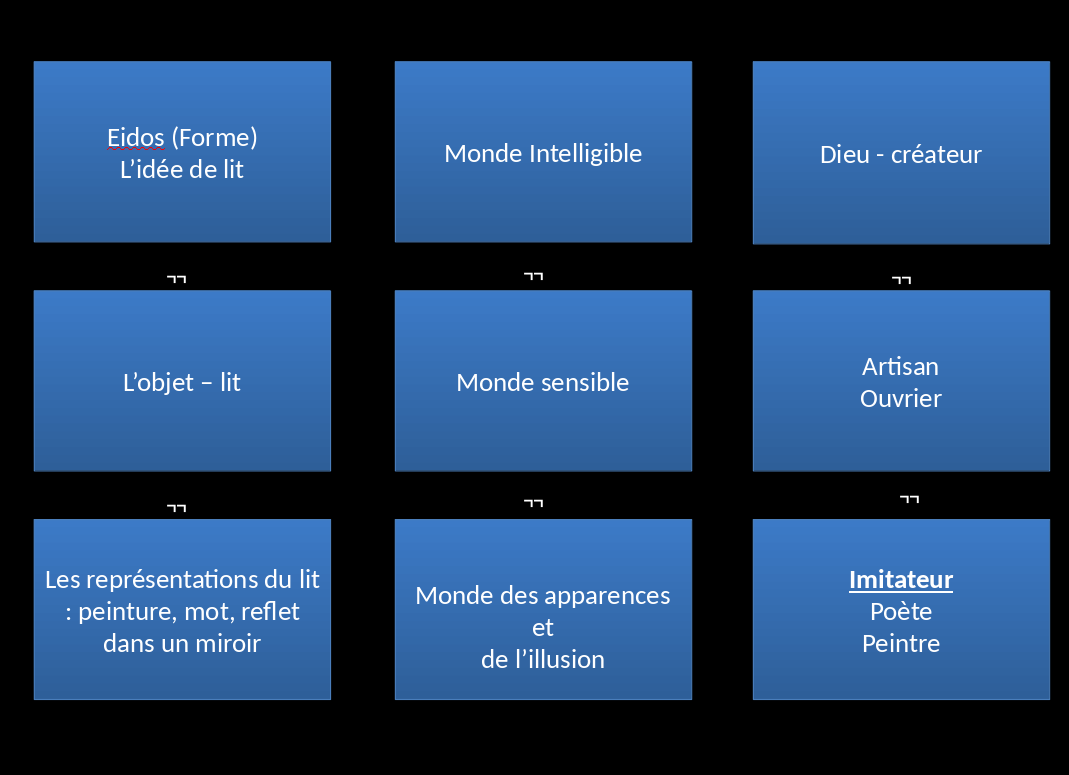 Eidos (Forme)
L’idée de lit
Monde Intelligible
Dieu - créateur
¬¬
¬¬
¬¬
L’objet – lit
Monde sensible
Artisan
Ouvrier
¬¬
¬¬
¬¬
Les représentations du lit
: peinture, mot, reflet
dans un miroir
Monde des apparences
et
de l’illusion
Imitateur
Poète
Peintre